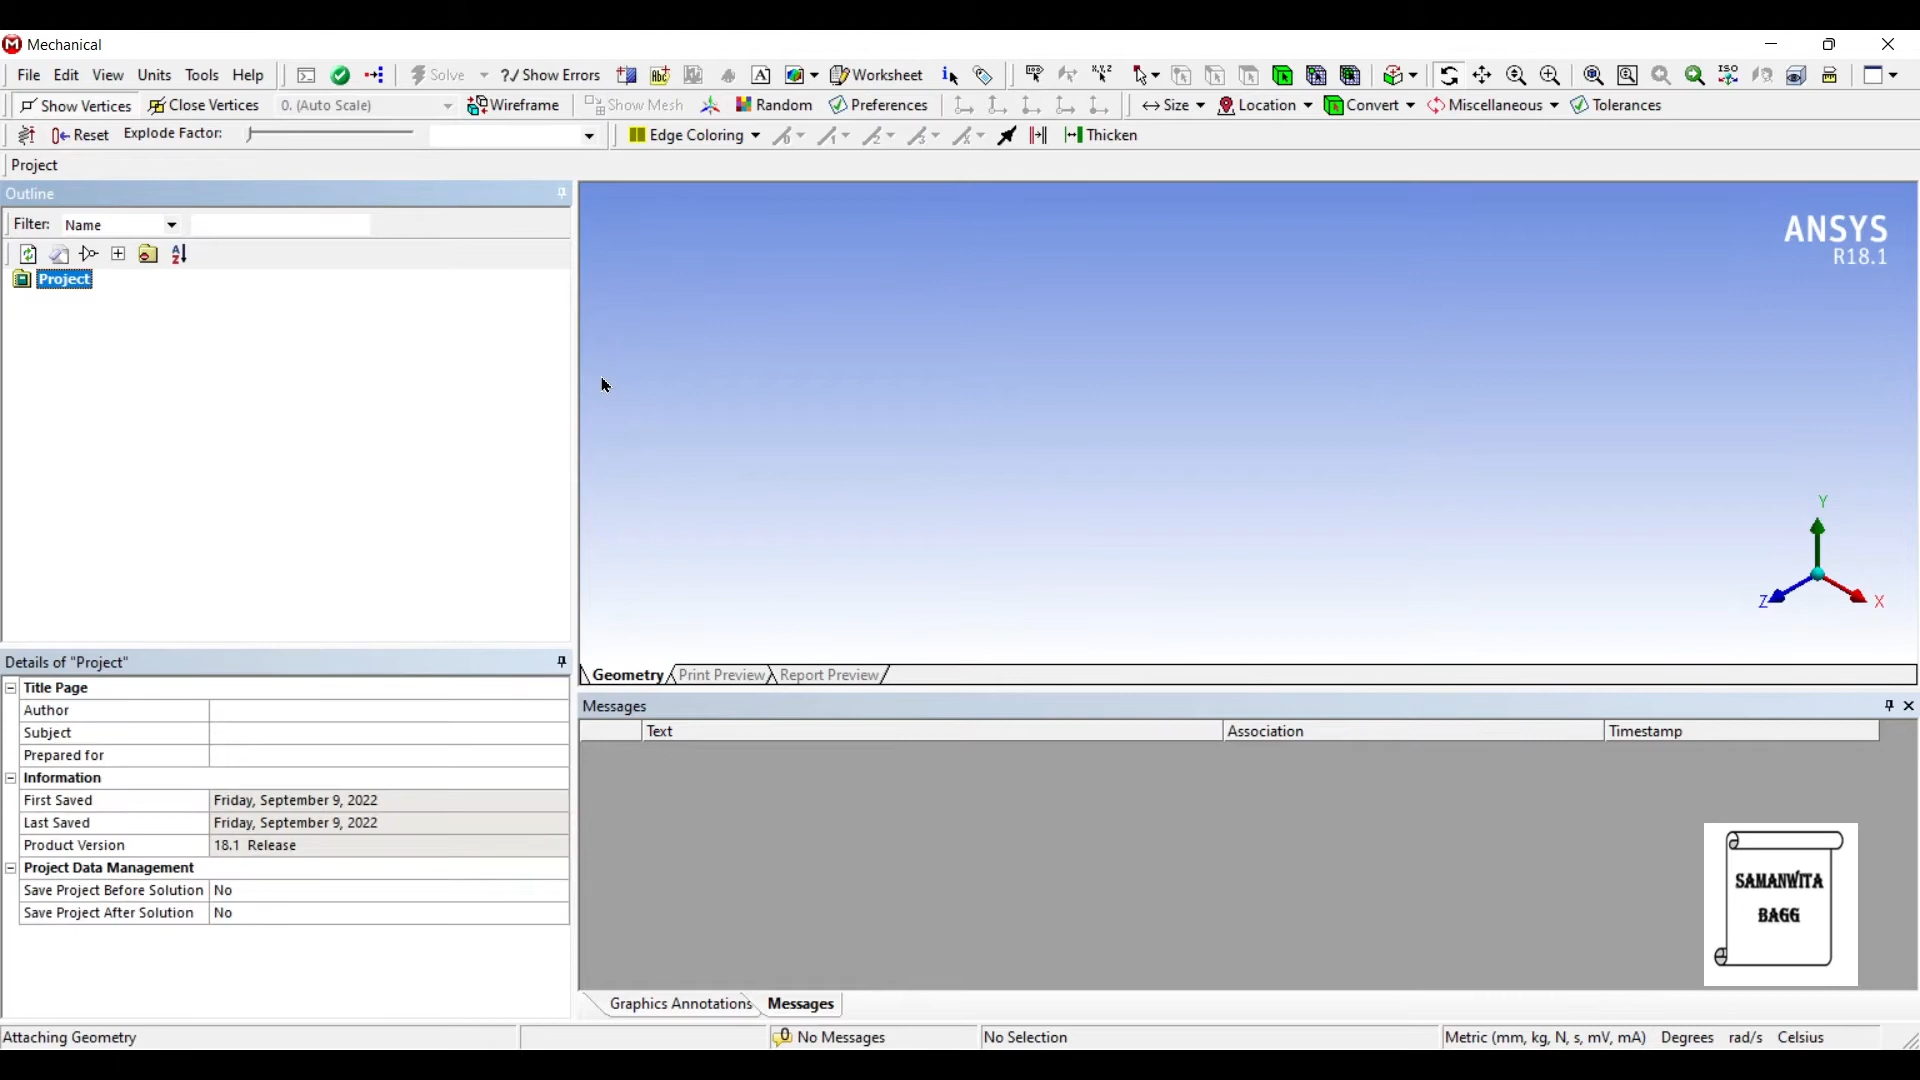 Mechanical
File Edit View Units Tools Help Solve ?✓ Show Errors Worksheet
Show Vertices Close Vertices 0. (Auto Scale) Wireframe Show Mesh Random Preferences Size Location Convert Miscellaneous Tolerances
Reset Explode Factor: Edge Coloring Thicken
Project
Outline
Filter: Name
Project
ANSYS
R18.1
Y
Z
X
Geometry Print Preview Report Preview
Details of "Project"
Title Page
Author
Subject
Prepared for
Information
First Saved Friday, September 9, 2022
Last Saved Friday, September 9, 2022
Product Version 18.1 Release
Project Data Management
Save Project Before Solution No
Save Project After Solution No
Messages
Text Association Timestamp
SAMANWITA
BAGG
Graphics Annotations Messages
Attaching Geometry 0 No Messages No Selection Metric (mm, kg, N, s, mV, mA) Degrees rad/s Celsius